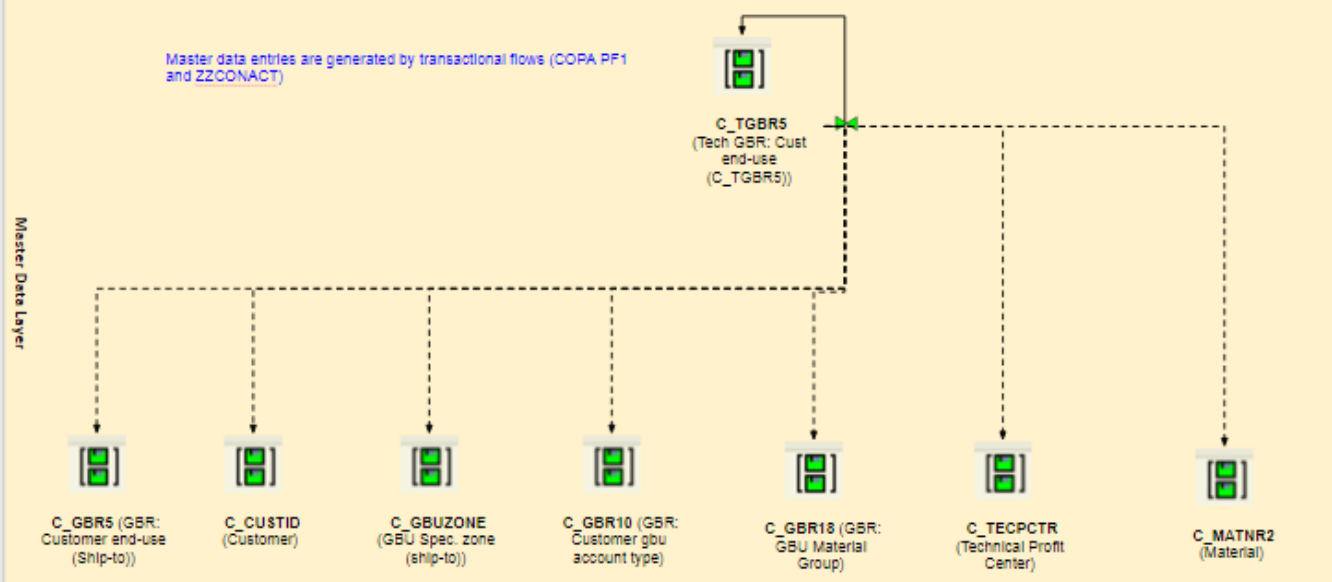 Master data entries are generated by transactional flows (COPA PF1
and ZZCONACT)
C_TGBR5
(Tech GBR: Cust
end-use
(C_TGBR5))
Master Data Layer
C_GBR5 (GBR:
Customer end-use
(Ship-to))
C_CUSTID
(Customer)
C_GBUZONE
(GBU Spec. zone
(ship-to))
C_GBR10 (GBR:
Customer gbu
account type)
C_GBR18 (GBR:
GBU Material
Group)
C_TECPCTR
(Technical Profit
Center)
C_MATNR2
(Material)